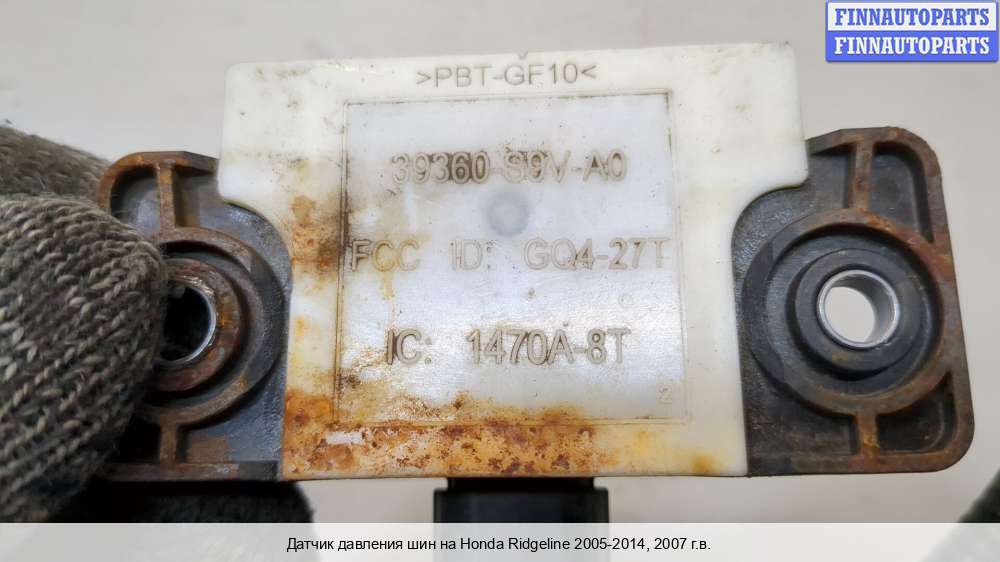 FINNAUTOPARTS
FINNAUTOPARTS
>PBT-GF10<
39360-S9V-A0
FCC ID: GQ4-27T
IC: 1470A-8T
2
Датчик давления шин на Honda Ridgeline 2005-2014, 2007 г.в.